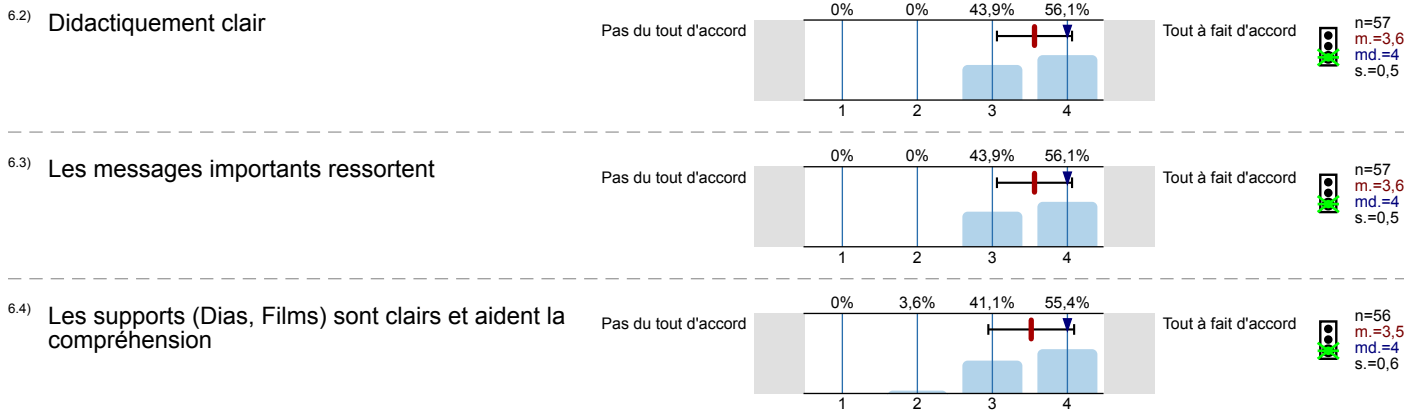 6.2) Didactiquement clair
Pas du tout d'accord
0% 0% 43,9% 56,1%
1 2 3 4
Tout à fait d'accord
n=57
m.=3,6
md.=4
s.=0,5
6.3) Les messages importants ressortent
Pas du tout d'accord
0% 0% 43,9% 56,1%
1 2 3 4
Tout à fait d'accord
n=57
m.=3,6
md.=4
s.=0,5
6.4) Les supports (Dias, Films) sont clairs et aident la
compréhension
Pas du tout d'accord
0% 3,6% 41,1% 55,4%
1 2 3 4
Tout à fait d'accord
n=56
m.=3,5
md.=4
s.=0,6